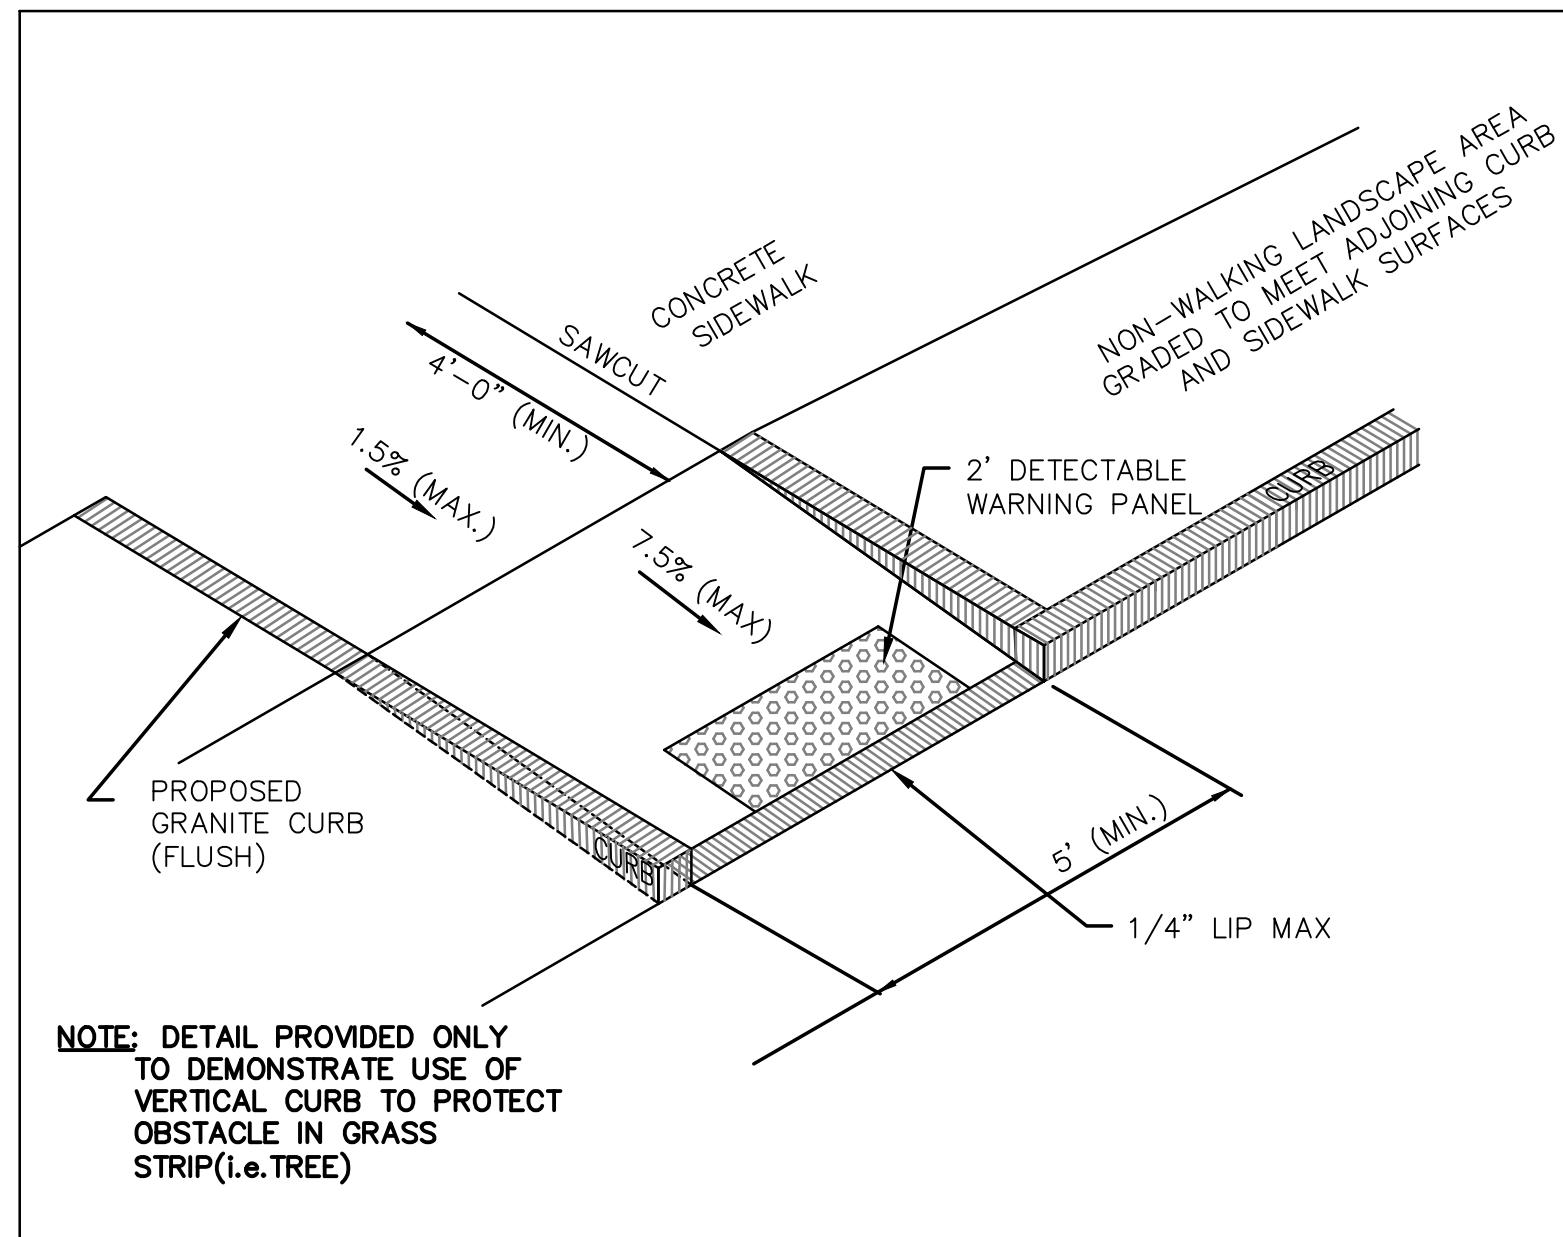 NON-WALKING LANDSCAPE AREA
GRADED TO MEET ADJOINING CURB
AND SIDEWALK SURFACES
CONCRETE
SIDEWALK
SAWCUT
4'-0" (MIN.)
1.5% (MAX.)
7.5% (MAX)
2' DETECTABLE
WARNING PANEL
CURB
PROPOSED
GRANITE CURB
(FLUSH)
CURB
5' (MIN.)
1/4" LIP MAX
NOTE: DETAIL PROVIDED ONLY
TO DEMONSTRATE USE OF
VERTICAL CURB TO PROTECT
OBSTACLE IN GRASS
STRIP(i.e.TREE)